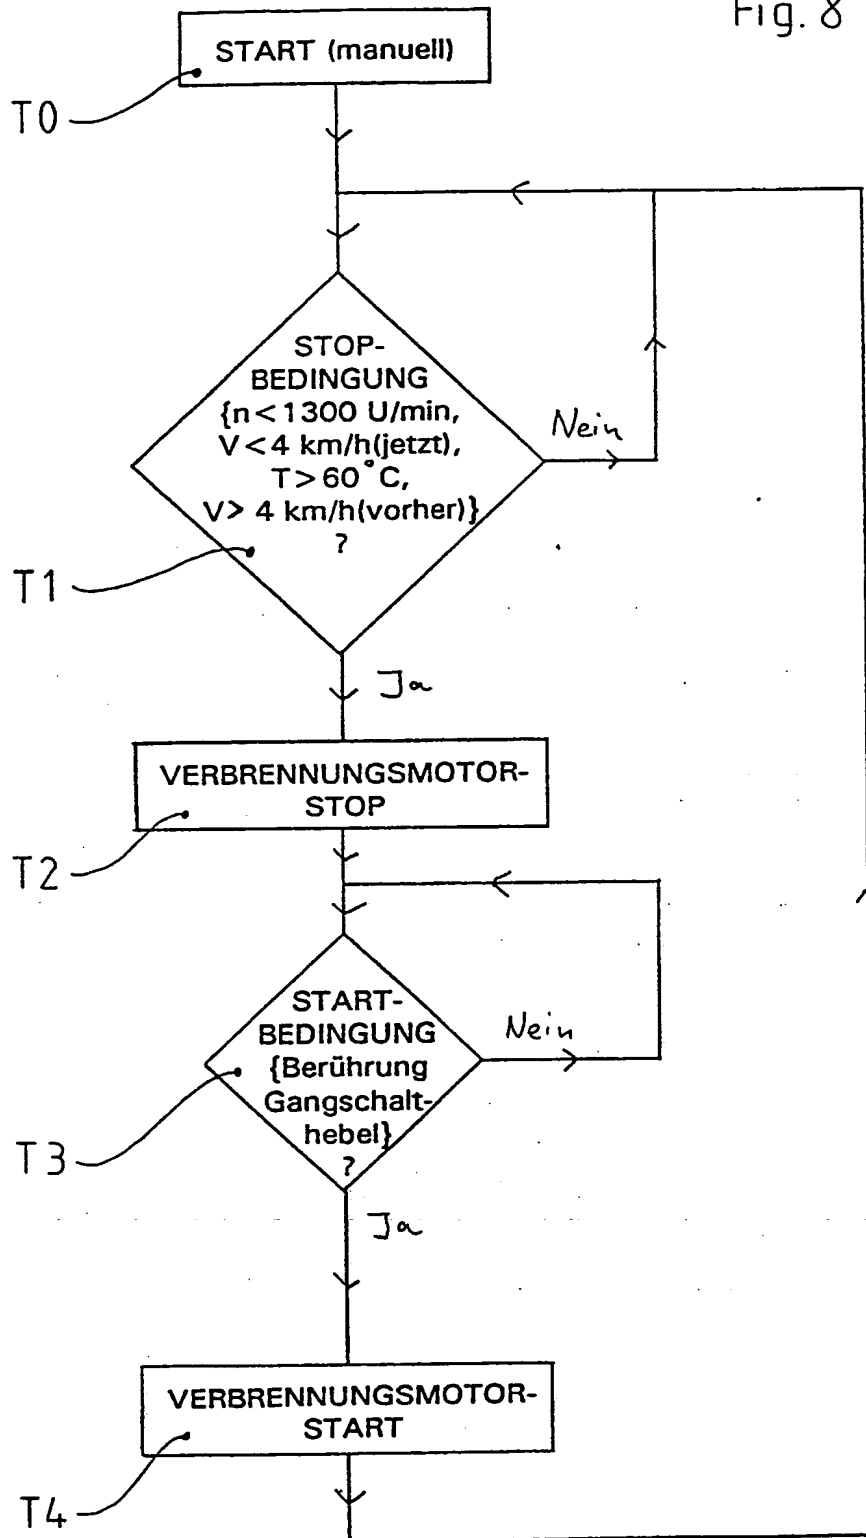 Fig. 8
START (manuell)
T0
STOP-
BEDINGUNG
{n<1300 U/min,
V<4 km/h(jetzt),
T>60°C,
V> 4 km/h(vorher)}
?
Nein
T1
Ja
VERBRENNUNGSMOTOR-
STOP
T2
START-
BEDINGUNG
{Berührung
Gangschalt-
hebel}
?
Nein
T3
Ja
VERBRENNUNGSMOTOR-
START
T4